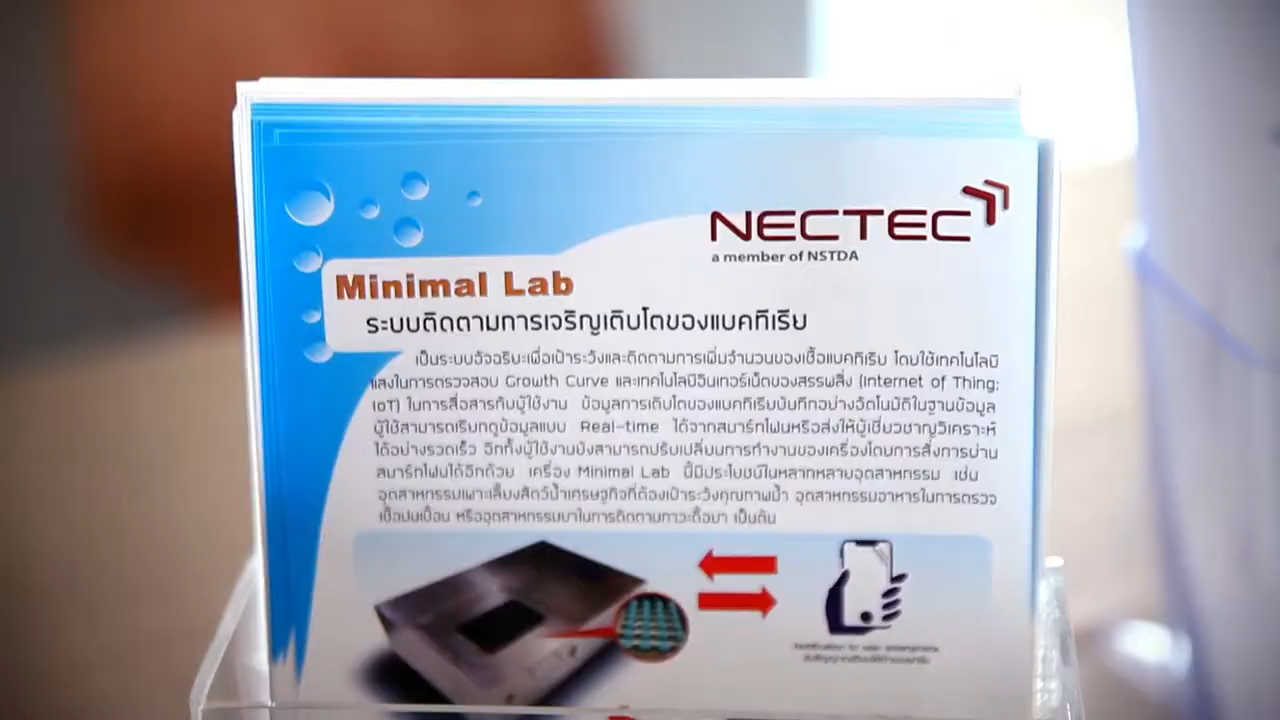 NECTEC
a member of NSTDA
Minimal Lab
ระบบติดตามการเจริญเติบโตของแบคทีเรีย
เป็นระบบอัจฉริยะเพื่อเฝ้าระวังและติดตามการเพิ่มจำนวนของเชื้อแบคทีเรีย โดยใช้เทคโนโลยี
แสงในการตรวจสอบ Growth Curve และเทคโนโลยีอินเทอร์เน็ตของสรรพสิ่ง (Internet of Thing:
IoT) ในการสื่อสารกับผู้ใช้งาน ข้อมูลการเติบโตของแบคทีเรียบันทึกอย่างอัตโนมัติในฐานข้อมูล
ผู้ใช้สามารถเรียกดูข้อมูลแบบ Real-time ได้จากสมาร์ทโฟนหรือส่งให้ผู้เชี่ยวชาญวิเคราะห์
ได้อย่างรวดเร็ว อีกทั้งผู้ใช้งานยังสามารถปรับเปลี่ยนการทำงานของเครื่องโดยการสั่งการผ่าน
สมาร์ทโฟนได้อีกด้วย เครื่อง Minimal Lab นี้มีประโยชน์ในหลากหลายอุตสาหกรรม เช่น
อุตสาหกรรมเพาะเลี้ยงสัตว์น้ำเศรษฐกิจที่ต้องเฝ้าระวังคุณภาพน้ำ อุตสาหกรรมอาหารในการตรวจ
เชื้อปนเปื้อน หรืออุตสาหกรรมยาในการติดตามภาวะดื้อยา เป็นต้น
Notification to user smartphone